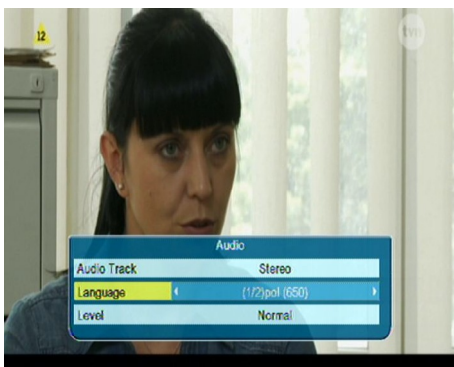 12
tvn
Audio
Audio Track Stereo
Language (1/2)pol (650)
Level Normal